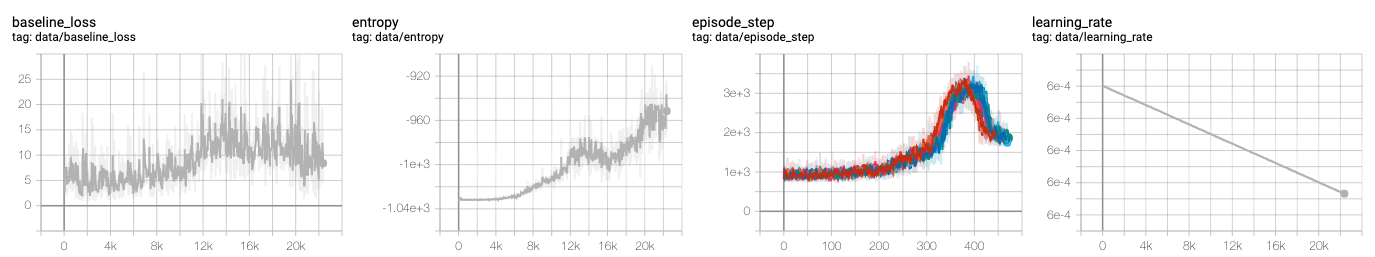 baseline_loss
tag: data/baseline_loss
25
20
15
10
5
0
0 4k 8k 12k 16k 20k
entropy
tag: data/entropy
-920
-960
-1e+3
-1.04e+3
0 4k 8k 12k 16k 20k
episode_step
tag: data/episode_step
3e+3
2e+3
1e+3
0
0 100 200 300 400
learning_rate
tag: data/learning_rate
6e-4
6e-4
6e-4
6e-4
6e-4
0 4k 8k 12k 16k 20k